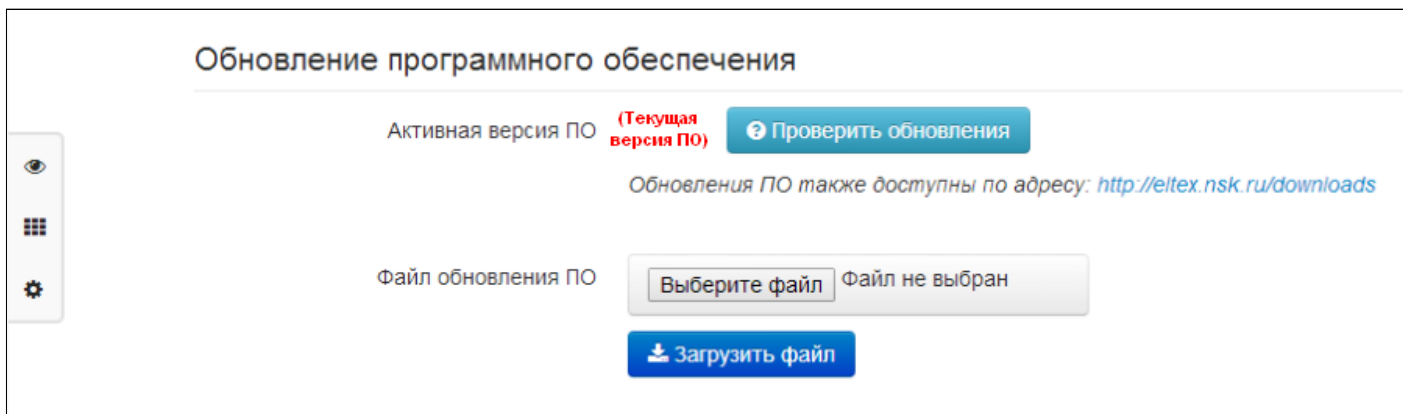 Обновление программного обеспечения
Активная версия ПО (Текущая версия ПО) Проверить обновления
Обновления ПО также доступны по адресу: http://eltex.nsk.ru/downloads
Файл обновления ПО Выберите файл Файл не выбран
Загрузить файл